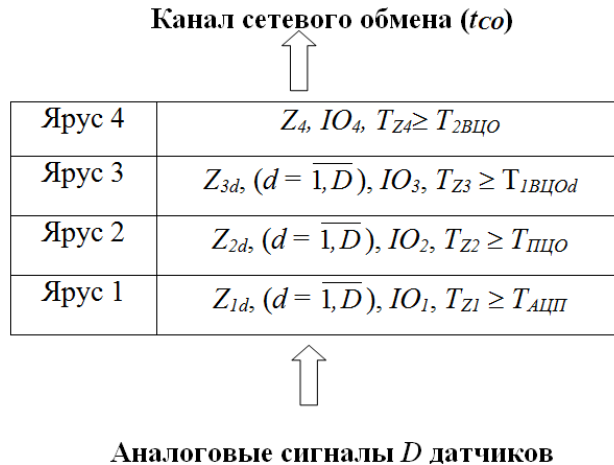 Канал сетевого обмена (tCO)
Ярус 4 Z4, IO4, TZ4≥ T2ВЦО
Ярус 3 Z3d, (d = 1,D), IO3, TZ3 ≥ T1ВЦОd
Ярус 2 Z2d, (d = 1,D), IO2, TZ2 ≥ TПЦО
Ярус 1 Z1d, (d = 1,D), IO1, TZ1 ≥ TАЦП
Аналоговые сигналы D датчиков